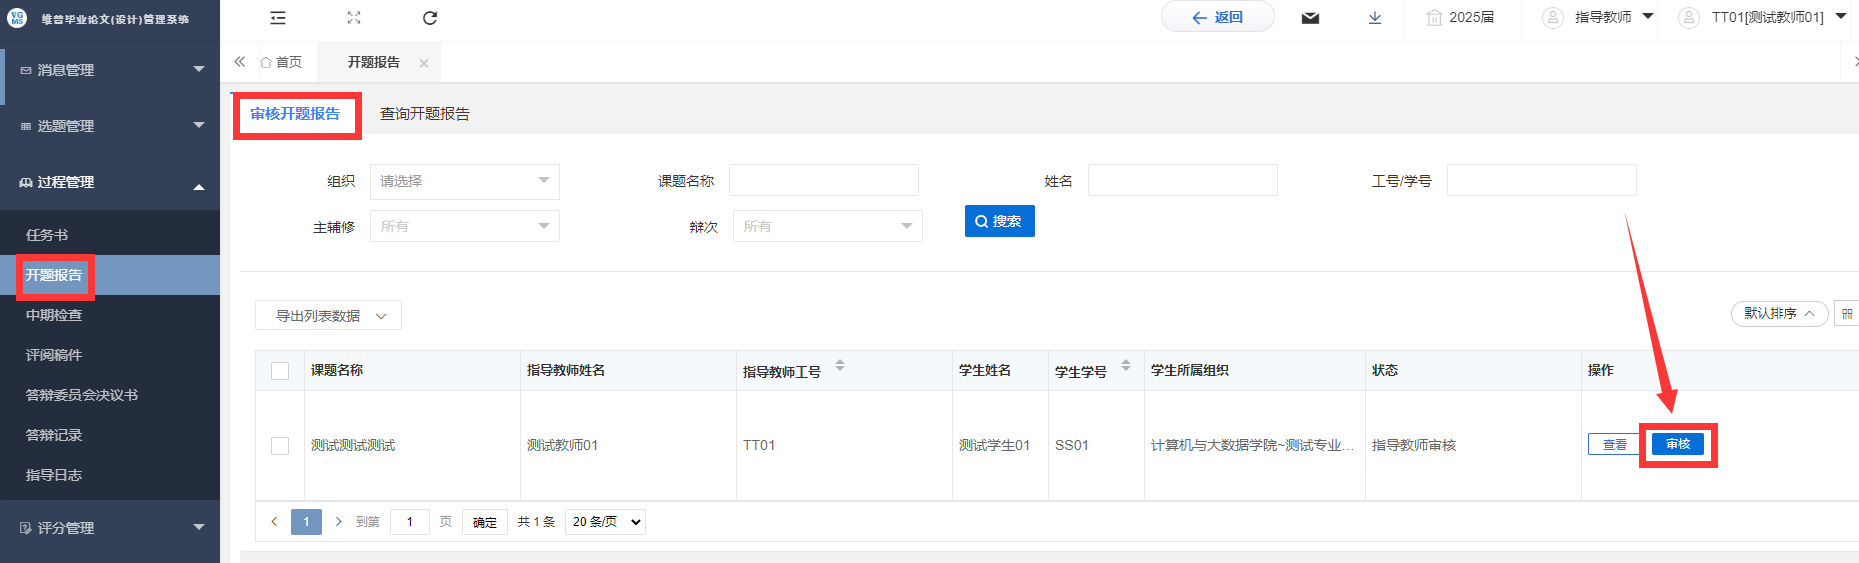 VG
MS
维普毕业论文(设计)管理系统
返回
2025届
指导教师
TT01[测试教师01]
消息管理
选题管理
过程管理
任务书
开题报告
中期检查
评阅稿件
答辩委员会决议书
答辩记录
指导日志
评分管理
首页
开题报告
审核开题报告
查询开题报告
组织
请选择
课题名称
姓名
工号/学号
主辅修
所有
辩次
所有
搜索
导出列表数据
默认排序
课题名称
指导教师姓名
指导教师工号
学生姓名
学生学号
学生所属组织
状态
操作
测试测试测试
测试教师01
TT01
测试学生01
SS01
计算机与大数据学院~测试专业...
指导教师审核
查看
审核
1
到第
1
页
确定
共 1 条
20 条/页